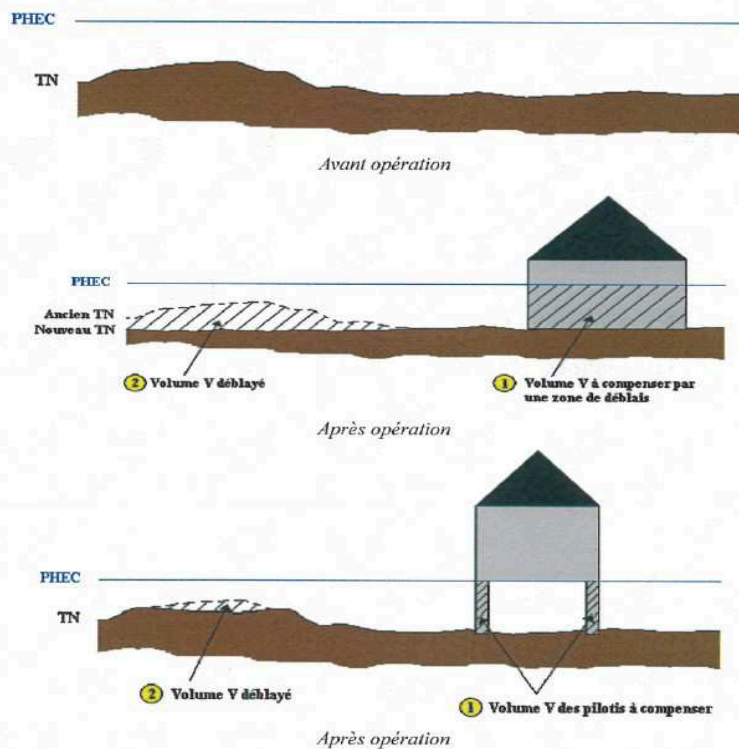 PHEC
TN
Avant opération
PHEC
Ancien TN
Nouveau TN
2 Volume V déblayé
1 Volume V à compenser par
une zone de déblais
Après opération
PHEC
TN
2 Volume V déblayé
1 Volume V des pilotis à compenser
Après opération